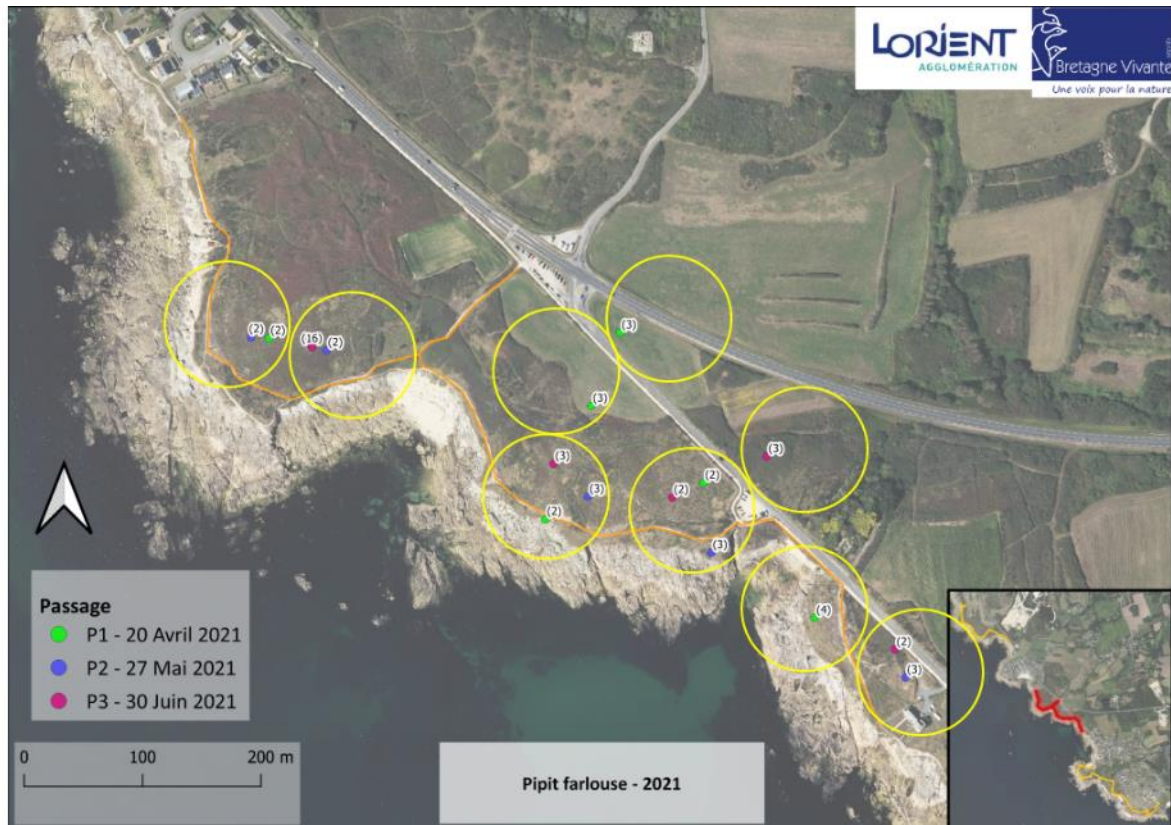 LORIENT
AGGLOMÉRATION
Bretagne Vivante
Une voix pour la nature
(3)
(2)
(2)
(16)
(2)
(3)
(3)
(3)
(2)
(3)
(2)
(2)
(3)
(4)
(2)
(3)
Passage
P1 - 20 Avril 2021
P2 - 27 Mai 2021
P3 - 30 Juin 2021
0 100 200 m
Pipit farlouse - 2021